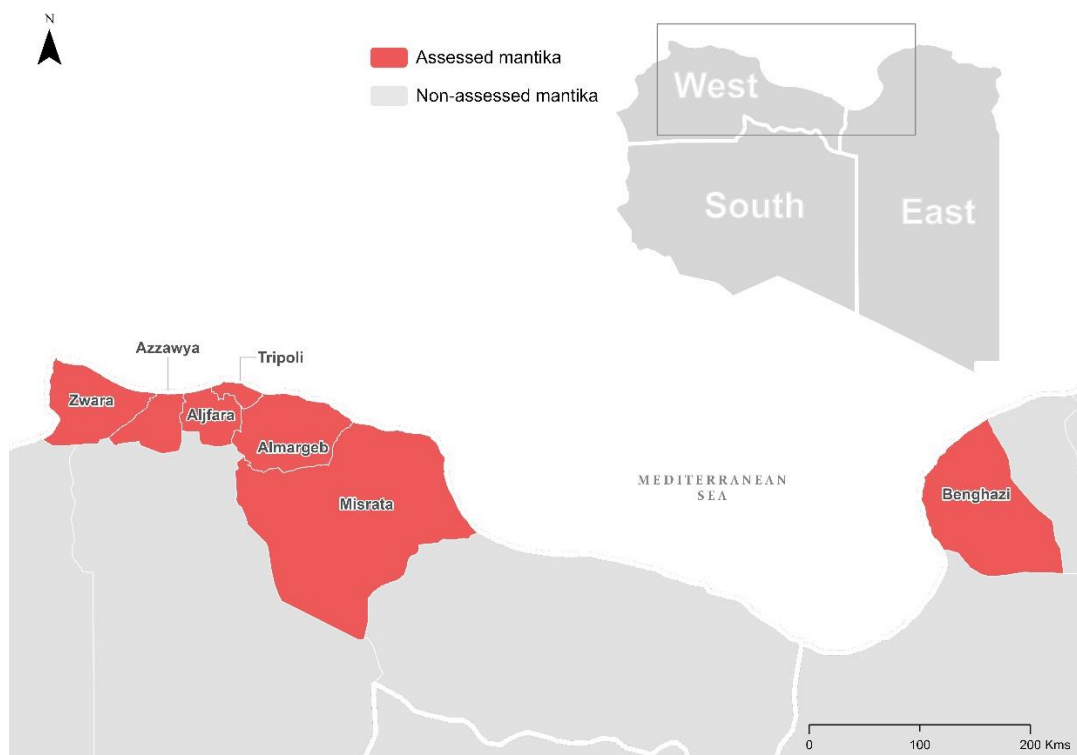 N
Assessed mantika
Non-assessed mantika
West
South
East
Azzawya
Tripoli
Zwara
Aljfara
Almargeb
Misrata
MEDITERRANEAN
SEA
Benghazi
0
100
200 Kms